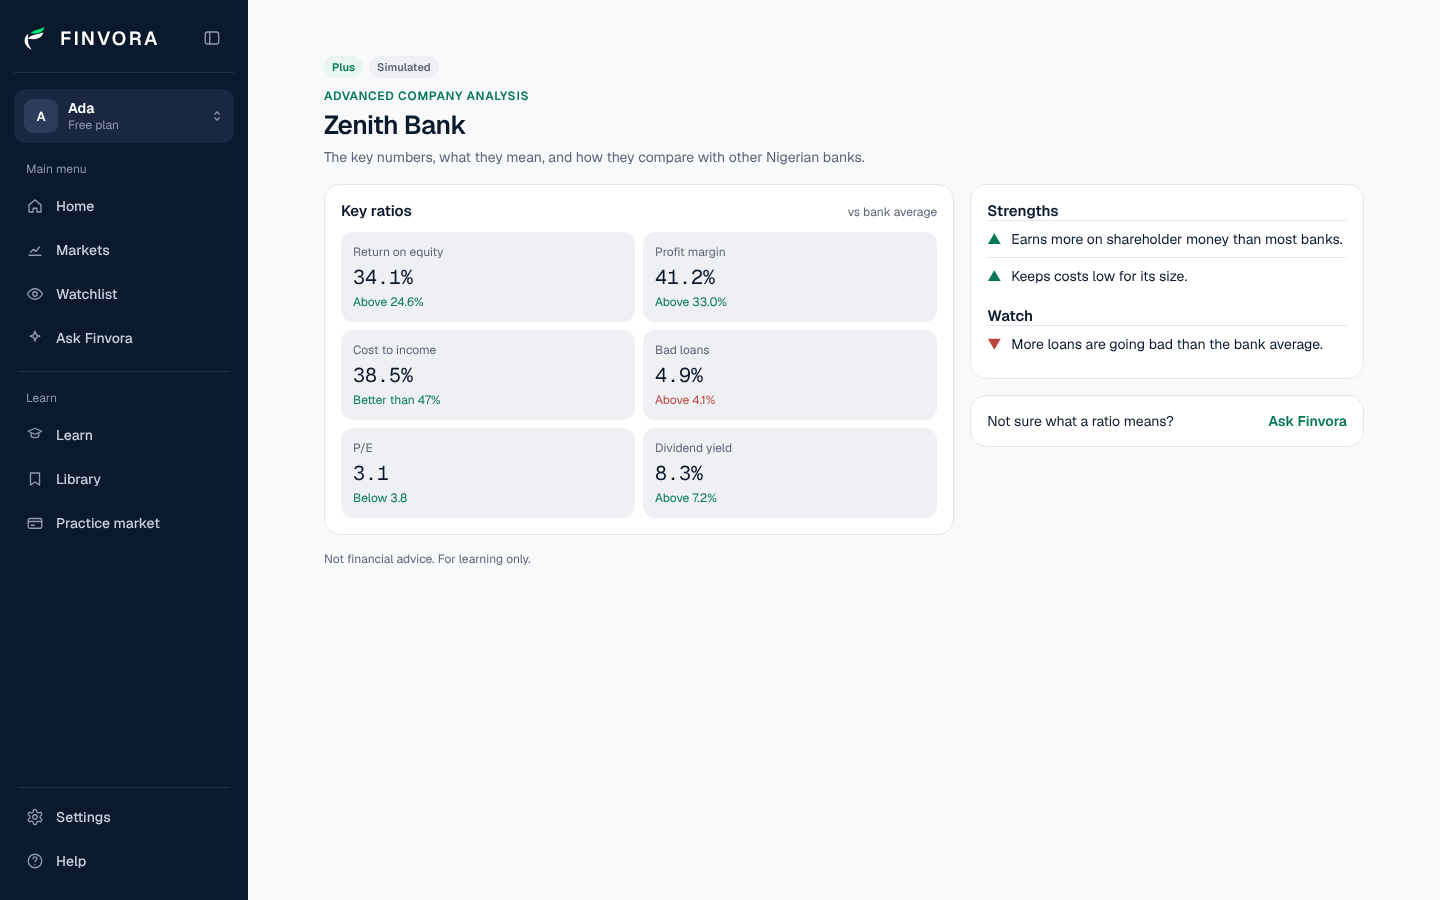 FINVORA
A
Ada
Free plan
Main menu
Home
Markets
Watchlist
Ask Finvora
Learn
Learn
Library
Practice market
Settings
Help
Plus
Simulated
ADVANCED COMPANY ANALYSIS
Zenith Bank
The key numbers, what they mean, and how they compare with other Nigerian banks.
Key ratios
vs bank average
Return on equity
34.1%
Above 24.6%
Profit margin
41.2%
Above 33.0%
Cost to income
38.5%
Better than 47%
Bad loans
4.9%
Above 4.1%
P/E
3.1
Below 3.8
Dividend yield
8.3%
Above 7.2%
Not financial advice. For learning only.
Strengths
Earns more on shareholder money than most banks.
Keeps costs low for its size.
Watch
More loans are going bad than the bank average.
Not sure what a ratio means?
Ask Finvora